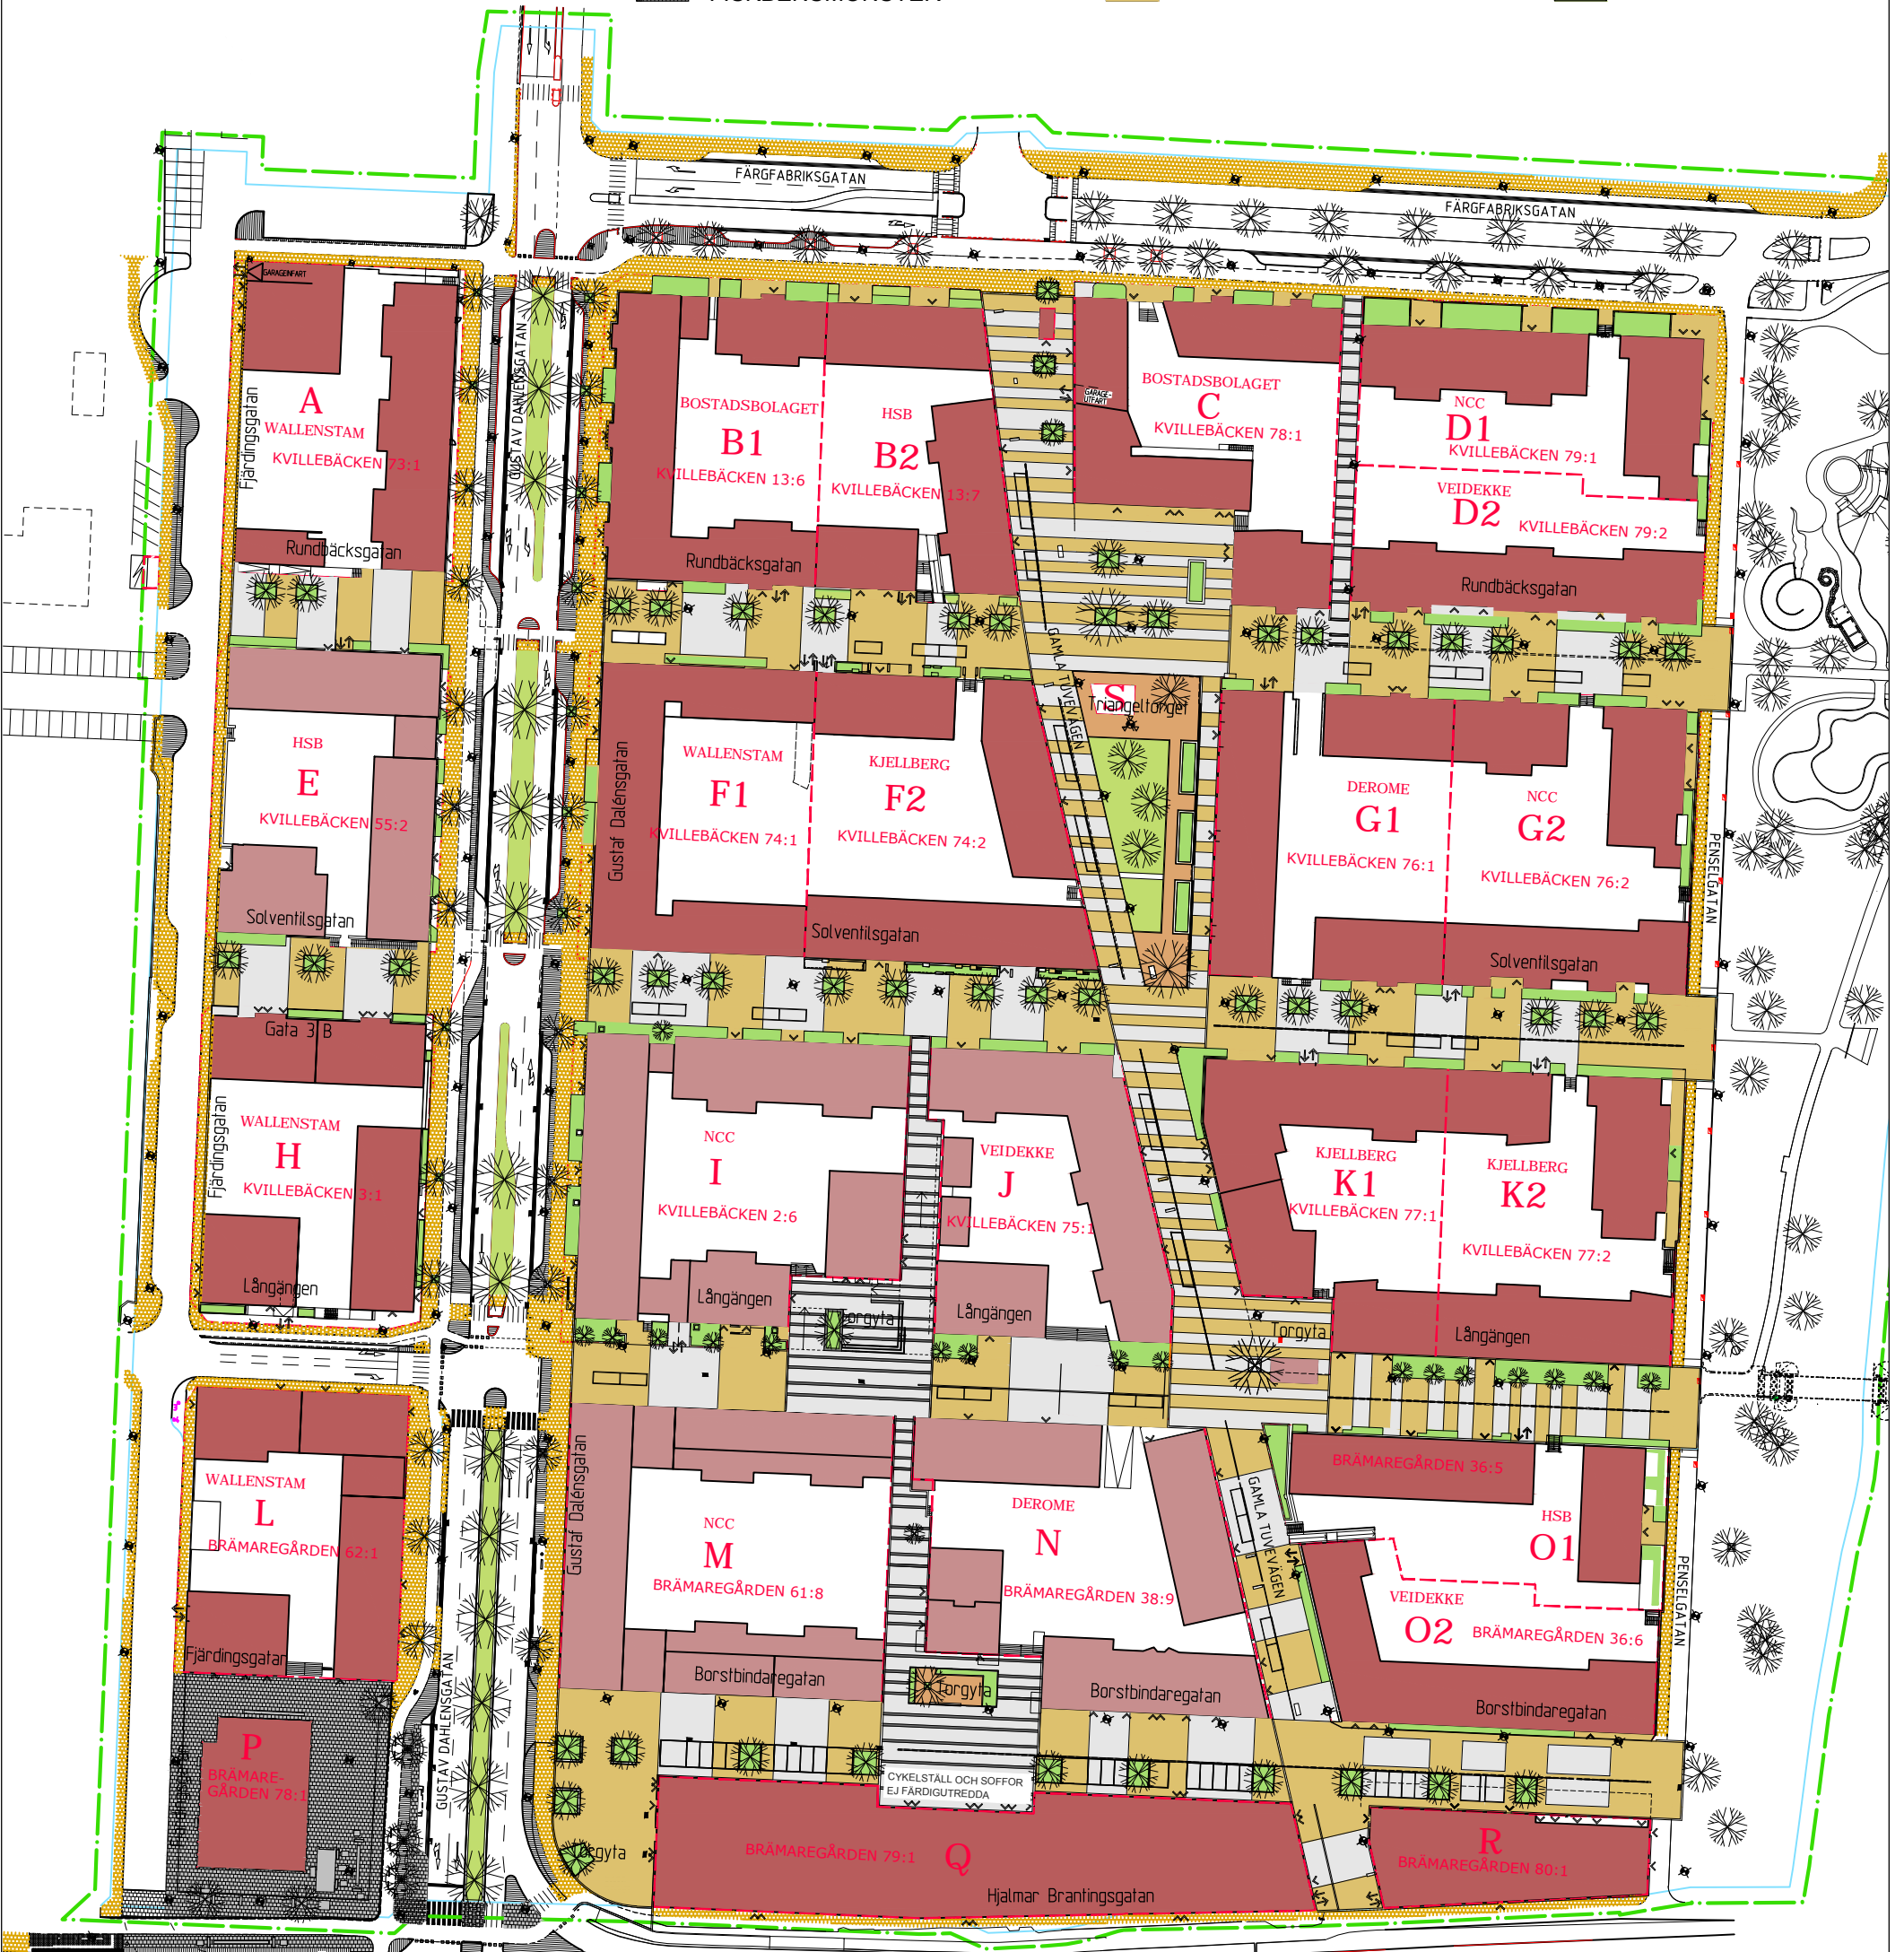 FÄRGFABRIKSGATAN
FÄRGFABRIKSGATAN
GARAGEINFART
A
WALLENSTAM
KVILLEBÄCKEN 73:1
Fjärdingsgatan
Rundbäcksgatan
GUSTAV DAHLÉNSGATAN
BOSTADSBOLAGET
B1
KVILLEBÄCKEN 13:6
HSB
B2
KVILLEBÄCKEN 13:7
Rundbäcksgatan
GARAGE-
UTFART
BOSTADSBOLAGET
C
KVILLEBÄCKEN 78:1
NCC
D1
KVILLEBÄCKEN 79:1
VEIDEKKE
D2
KVILLEBÄCKEN 79:2
Rundbäcksgatan
GAMLA TUVEVÄGEN
S
Triangeltorget
HSB
E
KVILLEBÄCKEN 55:2
Solventilsgatan
Gustaf Dalénsgatan
WALLENSTAM
F1
KVILLEBÄCKEN 74:1
KJELLBERG
F2
KVILLEBÄCKEN 74:2
Solventilsgatan
DEROME
G1
KVILLEBÄCKEN 76:1
NCC
G2
KVILLEBÄCKEN 76:2
Solventilsgatan
PENSELGATAN
Gata 3 B
WALLENSTAM
H
KVILLEBÄCKEN 3:1
Fjärdingsgatan
Långängen
NCC
I
KVILLEBÄCKEN 2:6
Långängen
Torgyta
VEIDEKKE
J
KVILLEBÄCKEN 75:1
Långängen
KJELLBERG
K1
KVILLEBÄCKEN 77:1
KJELLBERG
K2
KVILLEBÄCKEN 77:2
Torgyta
Långängen
WALLENSTAM
L
BRÄMAREGÅRDEN 62:1
Fjärdingsgatan
Gustaf Dalénsgatan
NCC
M
BRÄMAREGÅRDEN 61:8
Borstbindaregatan
DEROME
N
BRÄMAREGÅRDEN 38:9
Torgyta
Borstbindaregatan
GAMLA TUVEVÄGEN
BRÄMAREGÅRDEN 36:5
HSB
O1
VEIDEKKE
O2
BRÄMAREGÅRDEN 36:6
Borstbindaregatan
PENSELGATAN
P
BRÄMARE-
GÅRDEN 78:1
GUSTAV DAHLÉNSGATAN
CYKELSTÄLL OCH SOFFOR
EJ FÄRDIGUTREDDA
Torgyta
BRÄMAREGÅRDEN 79:1
Q
Hjalmar Brantingsgatan
R
BRÄMAREGÅRDEN 80:1